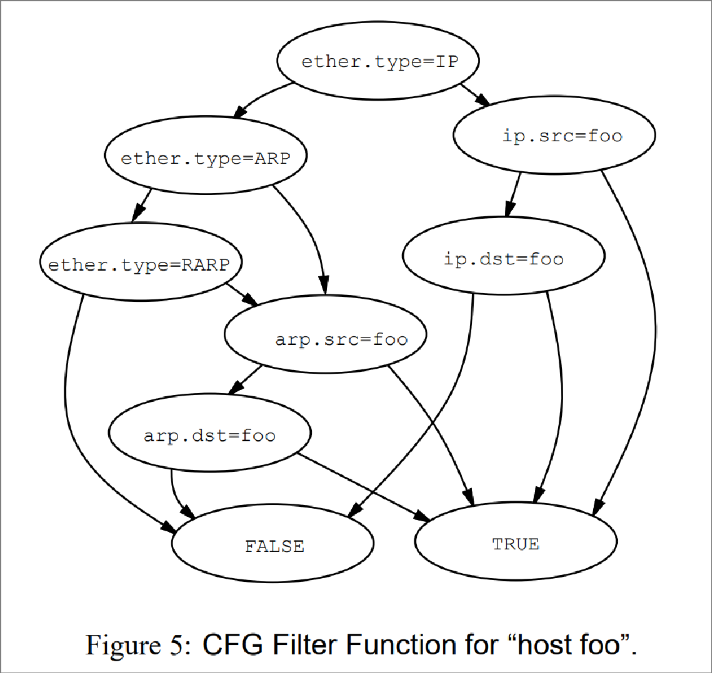 ether.type=IP
ip.src=foo
ether.type=ARP
ip.dst=foo
ether.type=RARP
arp.src=foo
arp.dst=foo
FALSE
TRUE
Figure 5: CFG Filter Function for “host foo”.